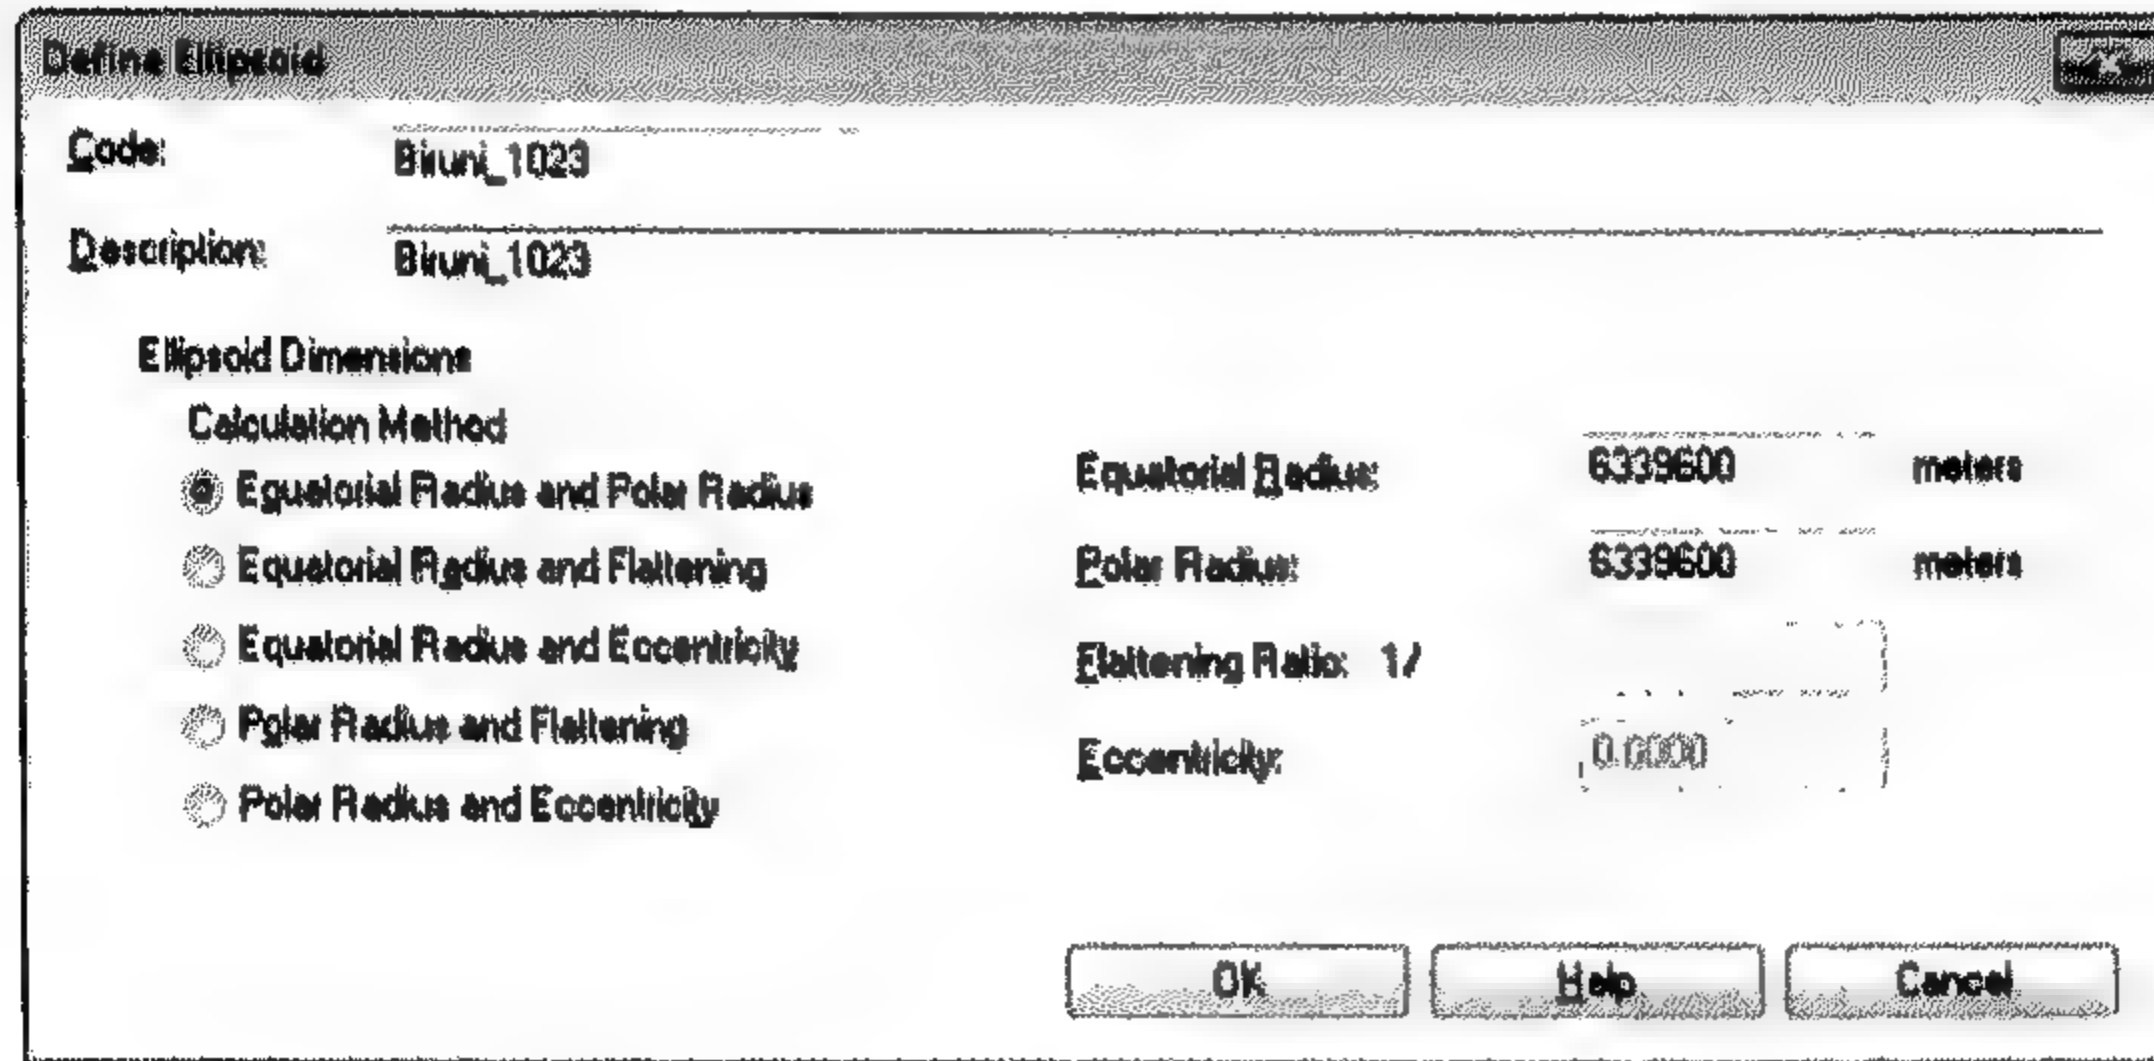 Define Ellipsoid
Code: Biruni_1023
Description: Biruni_1023
Ellipsoid Dimensions
Calculation Method
Equatorial Radius and Polar Radius
Equatorial Radius and Flattening
Equatorial Radius and Eccentricity
Polar Radius and Flattening
Polar Radius and Eccentricity
Equatorial Radius: 6339600 meters
Polar Radius: 6339600 meters
Flattening Ratio: 1/
Eccentricity: 0.0000
OK Help Cancel